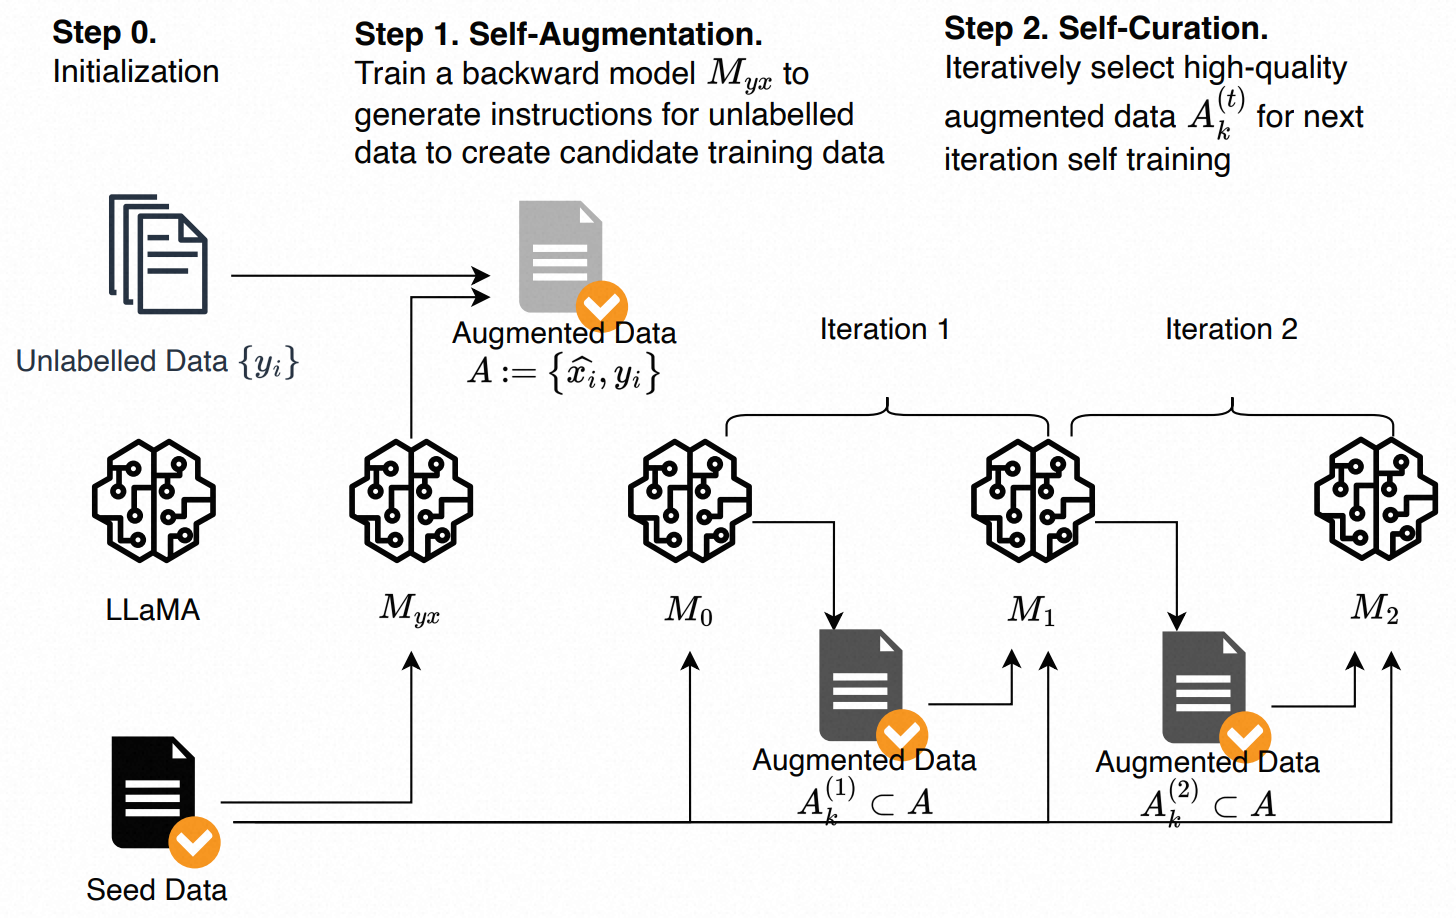 Step 0.
Initialization
Step 1. Self-Augmentation.
Train a backward model $M_{yx}$ to
generate instructions for unlabelled
data to create candidate training data
Step 2. Self-Curation.
Iteratively select high-quality
augmented data $A_k^{(t)}$ for next
iteration self training
Unlabelled Data $\{y_i\}$
Augmented Data
$A := \{\widehat{x}_i, y_i\}$
Iteration 1
Iteration 2
LLaMA
$M_{yx}$
$M_0$
$M_1$
$M_2$
Augmented Data
$A_k^{(1)} \subset A$
Augmented Data
$A_k^{(2)} \subset A$
Seed Data